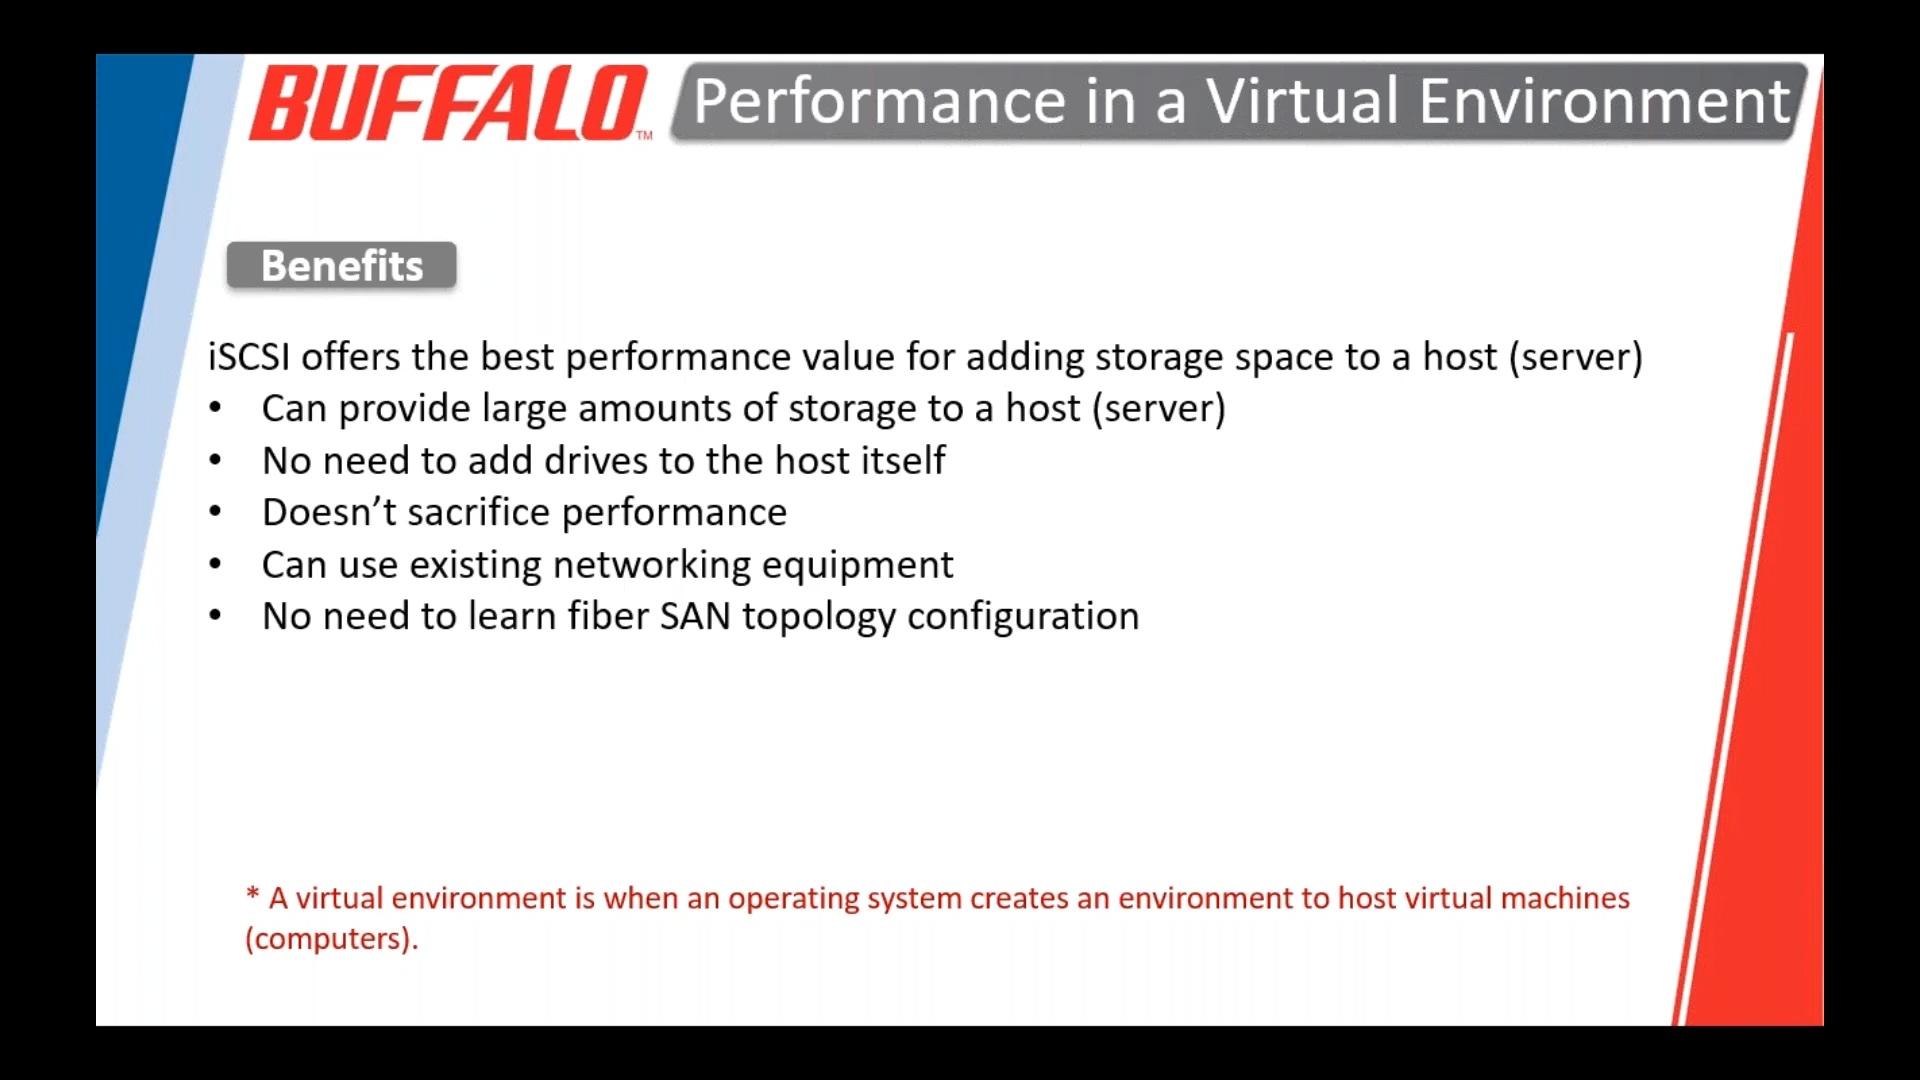 BUFFALO™ Performance in a Virtual Environment
Benefits
iSCSI offers the best performance value for adding storage space to a host (server)
• Can provide large amounts of storage to a host (server)
• No need to add drives to the host itself
• Doesn’t sacrifice performance
• Can use existing networking equipment
• No need to learn fiber SAN topology configuration
* A virtual environment is when an operating system creates an environment to host virtual machines
(computers).